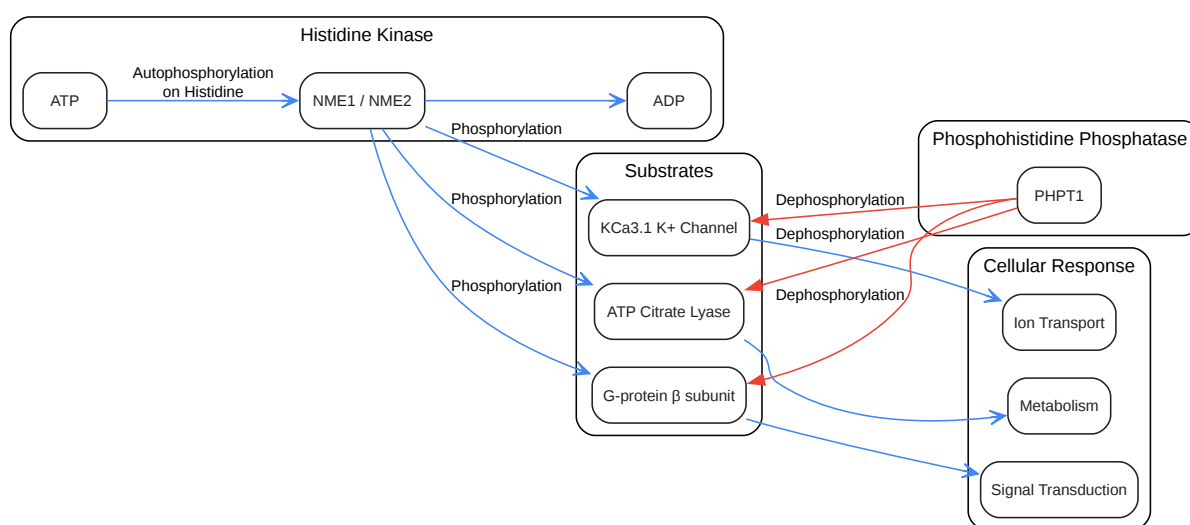 Histidine Kinase
ATP
Autophosphorylation
on Histidine
NME1 / NME2
ADP
Phosphorylation
Phosphohistidine Phosphatase
PHPT1
Substrates
Phosphorylation
KCa3.1 K+ Channel
Dephosphorylation
Dephosphorylation
Cellular Response
Phosphorylation
ATP Citrate Lyase
Dephosphorylation
Ion Transport
G-protein β subunit
Metabolism
Signal Transduction